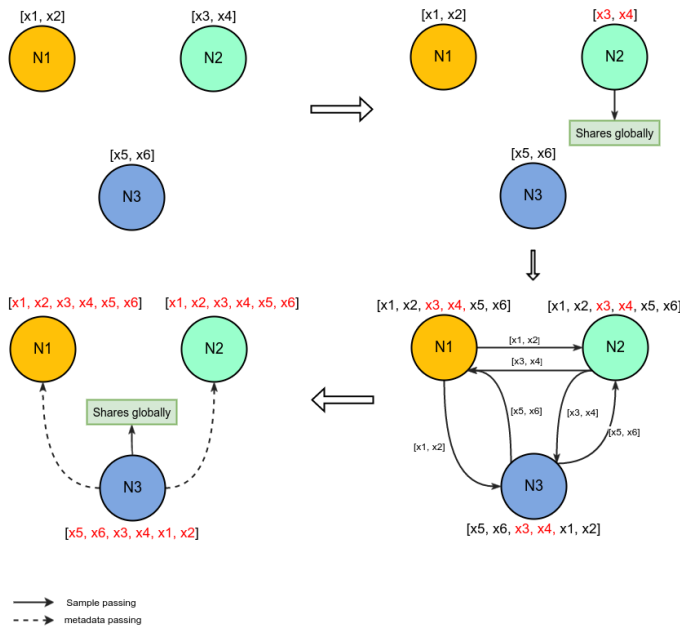 [x1, x2]
[x3, x4]
N1
N2
[x5, x6]
N3
[x1, x2]
[x3, x4]
N1
N2
Shares globally
[x5, x6]
N3
[x1, x2, x3, x4, x5, x6]
[x1, x2, x3, x4, x5, x6]
N1
N2
Shares globally
N3
[x5, x6, x3, x4, x1, x2]
[x1, x2, x3, x4, x5, x6]
[x1, x2, x3, x4, x5, x6]
N1
[x1, x2]
N2
[x3, x4]
[x5, x6]
[x3, x4]
[x5, x6]
[x1, x2]
N3
[x5, x6, x3, x4, x1, x2]
Sample passing
metadata passing